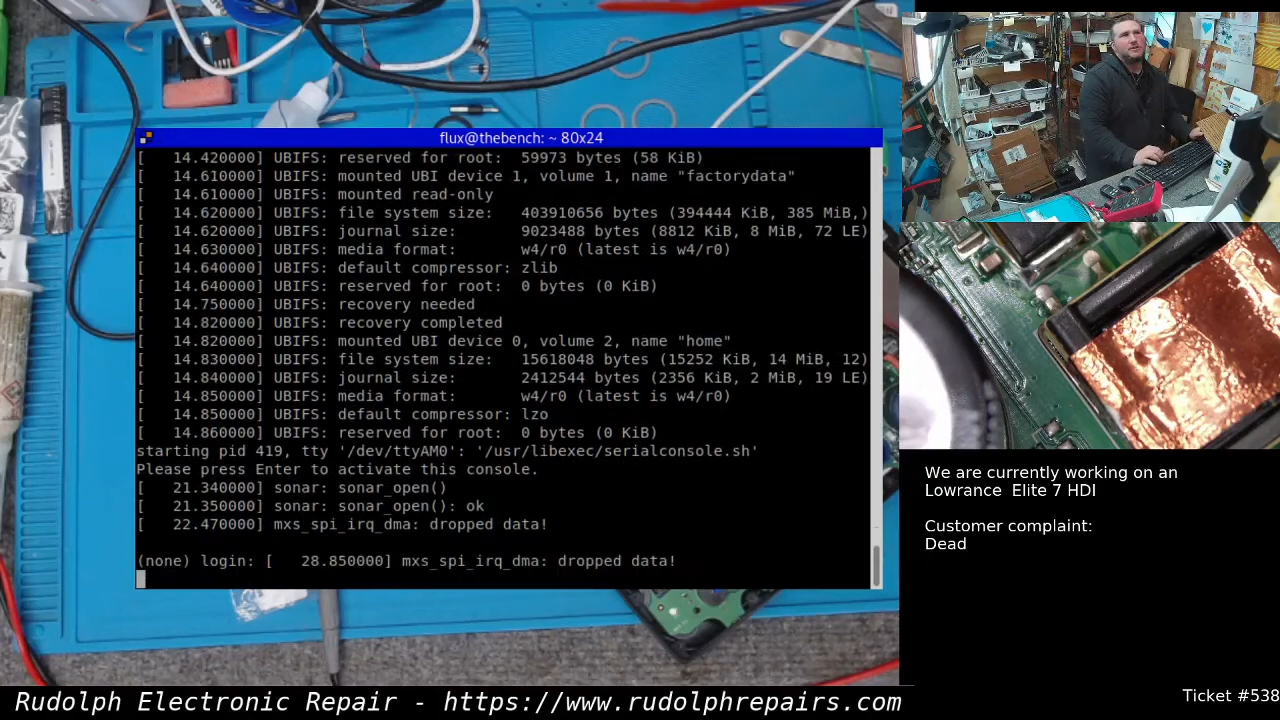 flux@thebench: ~ 80x24
[   14.420000] UBIFS: reserved for root:  59973 bytes (58 KiB)
[   14.610000] UBIFS: mounted UBI device 1, volume 1, name "factorydata"
[   14.610000] UBIFS: mounted read-only
[   14.620000] UBIFS: file system size:   403910656 bytes (394444 KiB, 385 MiB,)
[   14.620000] UBIFS: journal size:       9023488 bytes (8812 KiB, 8 MiB, 72 LE)
[   14.630000] UBIFS: media format:       w4/r0 (latest is w4/r0)
[   14.640000] UBIFS: default compressor: zlib
[   14.640000] UBIFS: reserved for root:  0 bytes (0 KiB)
[   14.750000] UBIFS: recovery needed
[   14.820000] UBIFS: recovery completed
[   14.820000] UBIFS: mounted UBI device 0, volume 2, name "home"
[   14.830000] UBIFS: file system size:   15618048 bytes (15252 KiB, 14 MiB, 12)
[   14.840000] UBIFS: journal size:       2412544 bytes (2356 KiB, 2 MiB, 19 LE)
[   14.850000] UBIFS: media format:       w4/r0 (latest is w4/r0)
[   14.850000] UBIFS: default compressor: lzo
[   14.860000] UBIFS: reserved for root:  0 bytes (0 KiB)
starting pid 419, tty '/dev/ttyAM0': '/usr/libexec/serialconsole.sh'
Please press Enter to activate this console.
[   21.340000] sonar: sonar_open()
[   21.350000] sonar: sonar_open(): ok
[   22.470000] mxs_spi_irq_dma: dropped data!
(none) login: [   28.850000] mxs_spi_irq_dma: dropped data!
We are currently working on an
Lowrance  Elite 7 HDI
Customer complaint:
Dead
Rudolph Electronic Repair - https://www.rudolphrepairs.com
Ticket #538